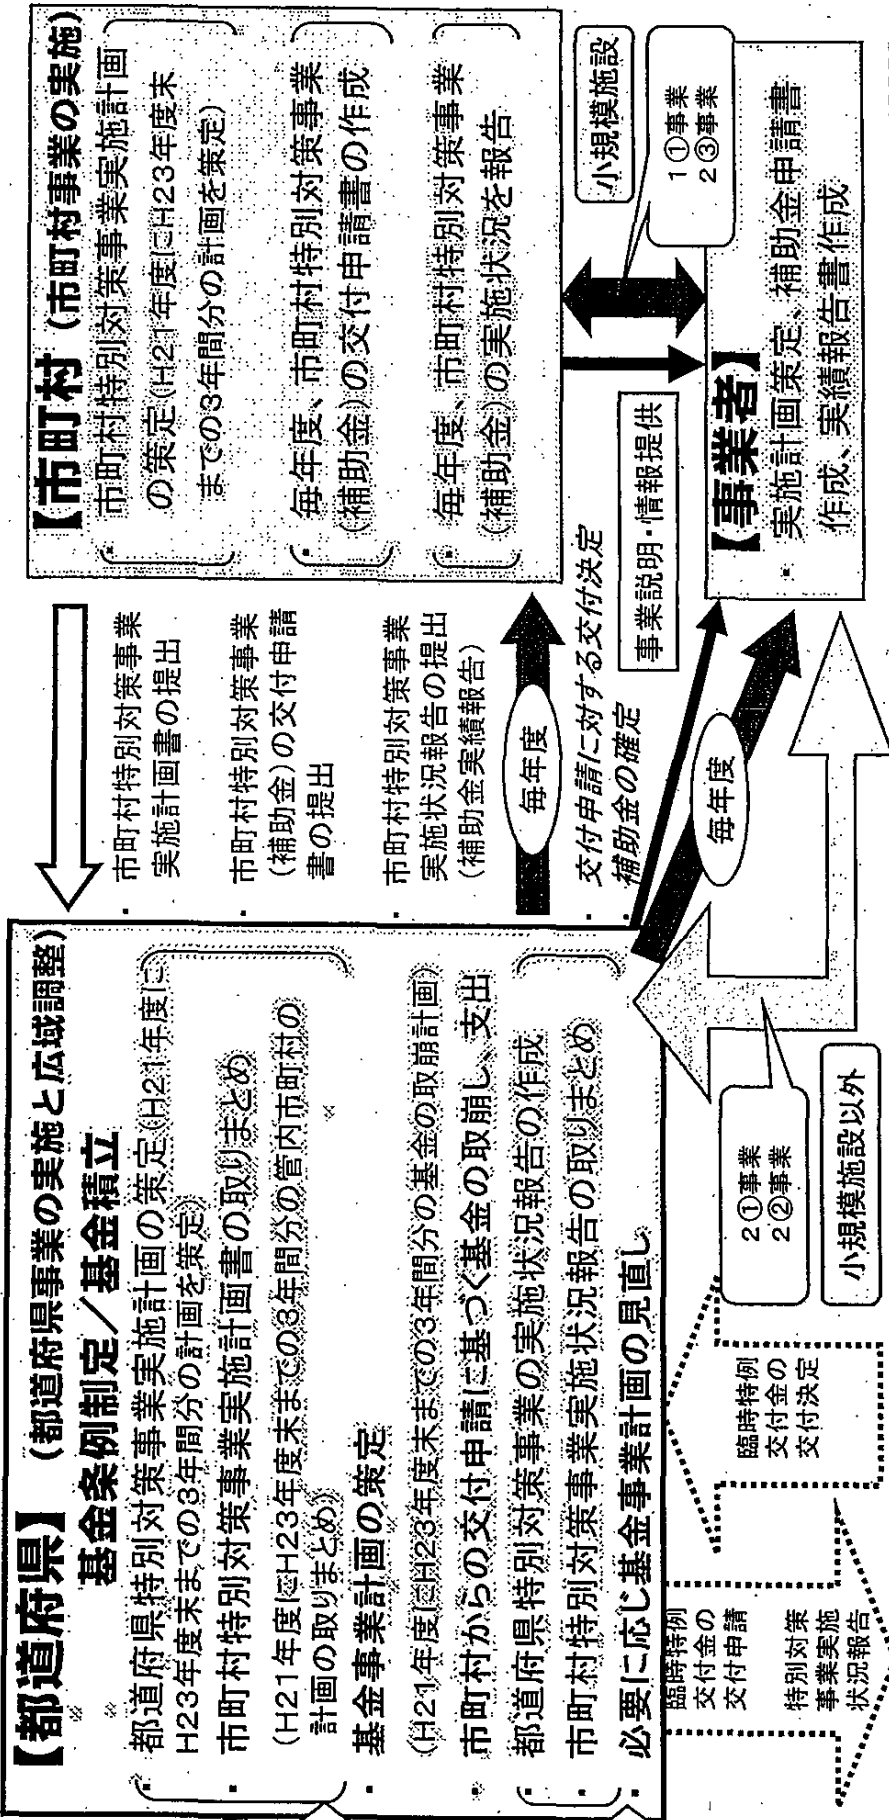 【都道府県】（都道府県事業の実施と広域調整）
基金条例制定／基金積立
・都道府県特別対策事業実施計画の策定(H21年度に
H23年度末までの3年間分の計画を策定)
・市町村特別対策事業実施計画書の取りまとめ
(H21年度にH23年度末までの3年間分の管内市町村の
計画の取りまとめ)
・基金事業計画の策定
(H21年度にH23年度末までの3年間分の基金の取崩計画)
・市町村からの交付申請に基づく基金の取崩し、支出
・都道府県特別対策事業の実施状況報告の作成
・市町村特別対策事業実施状況報告の取りまとめ
・必要に応じ基金事業計画の見直し
・市町村特別対策事業
実施計画書の提出
・市町村特別対策事業
(補助金)の交付申請
書の提出
・市町村特別対策事業
実施状況報告の提出
(補助金実績報告)
毎年度
・交付申請に対する交付決定
・補助金の確定
【市町村（市町村事業の実施）
・市町村特別対策事業実施計画
の策定(H21年度にH23年度末
までの3年間分の計画を策定)
・毎年度、市町村特別対策事業
(補助金)の交付申請書の作成
・毎年度、市町村特別対策事業
(補助金)の実施状況を報告
小規模施設
1①事業
2③事業
事業説明・情報提供
【事業者】
・実施計画策定、補助金申請書
作成、実績報告書作成
毎年度
2①事業
2②事業
小規模施設以外
臨時特例
交付金の
交付決定
臨時特例
交付金の
交付申請
特別対策
事業実施
状況報告